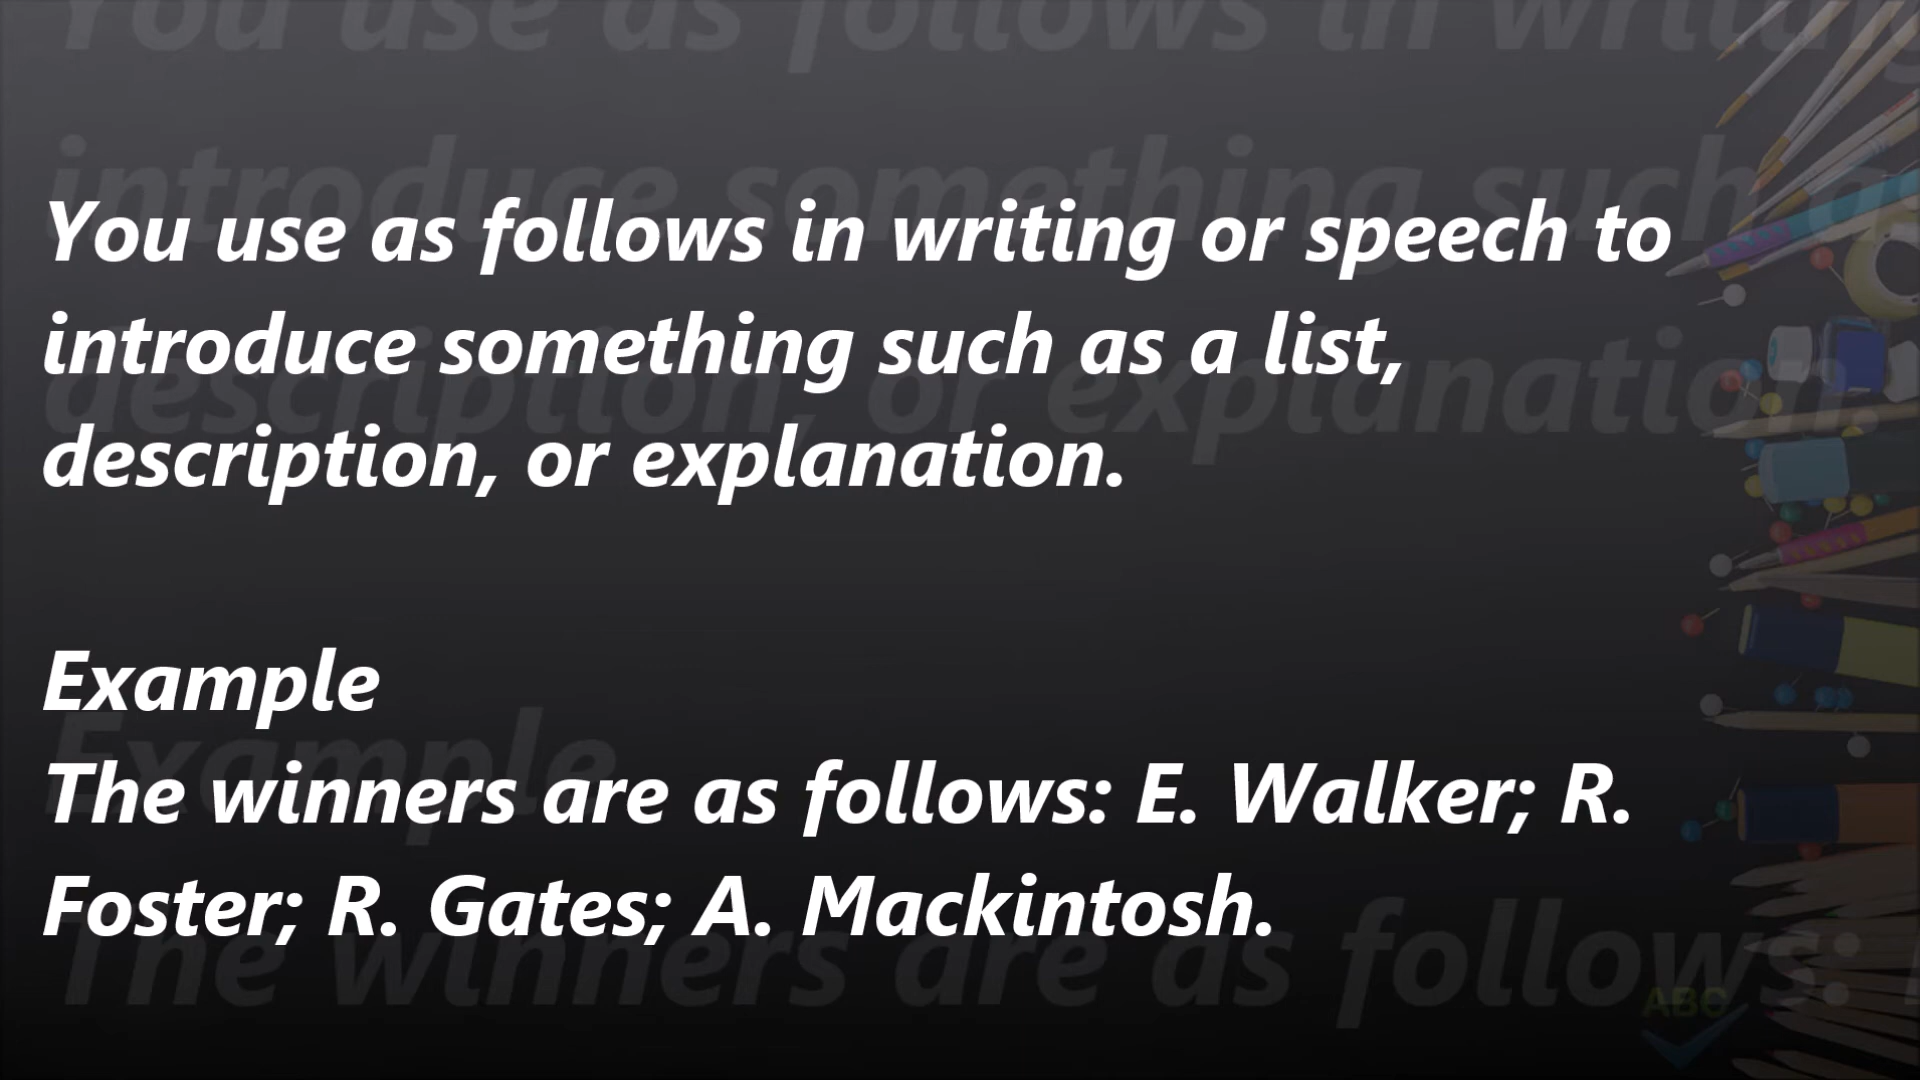 You use as follows in writing or speech to
introduce something such as a list,
description, or explanation.
Example
The winners are as follows: E. Walker; R.
Foster; R. Gates; A. Mackintosh.
ABC